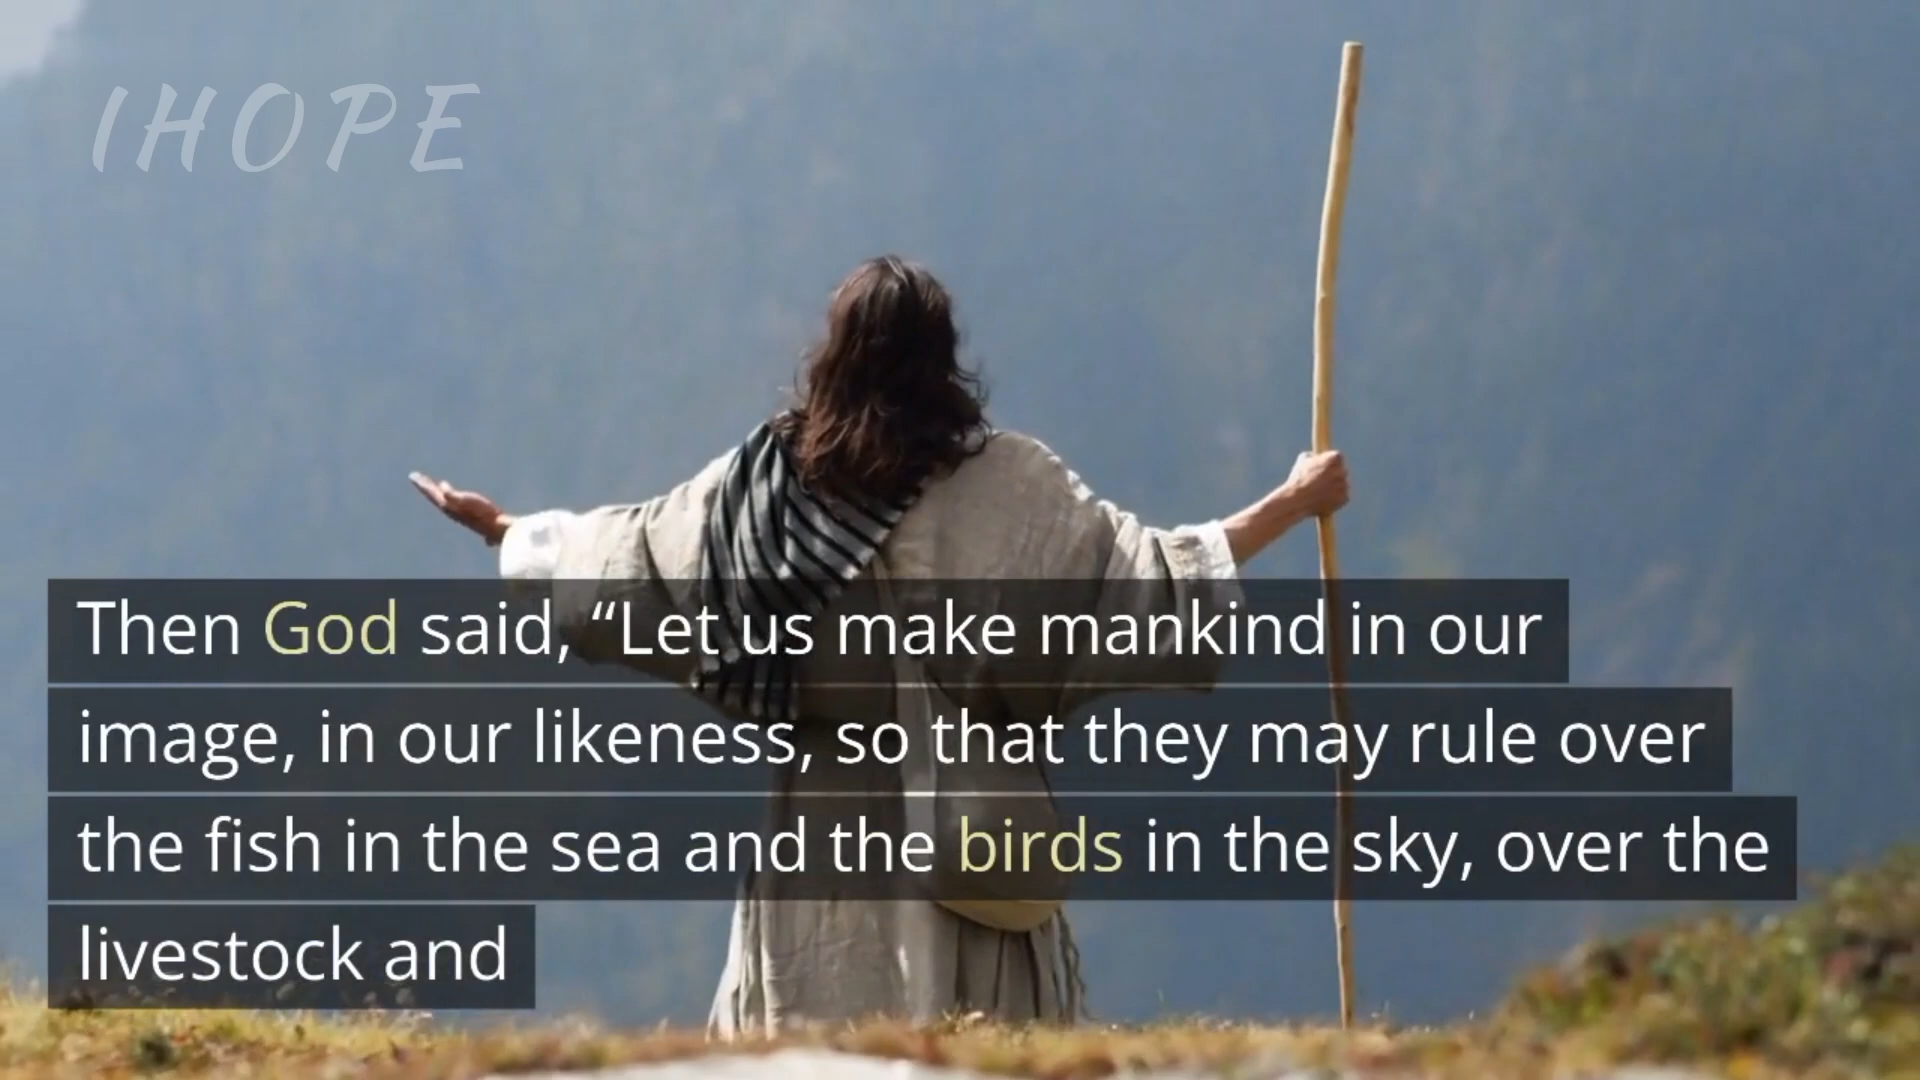 IHOPE
Then God said, “Let us make mankind in our
image, in our likeness, so that they may rule over
the fish in the sea and the birds in the sky, over the
livestock and